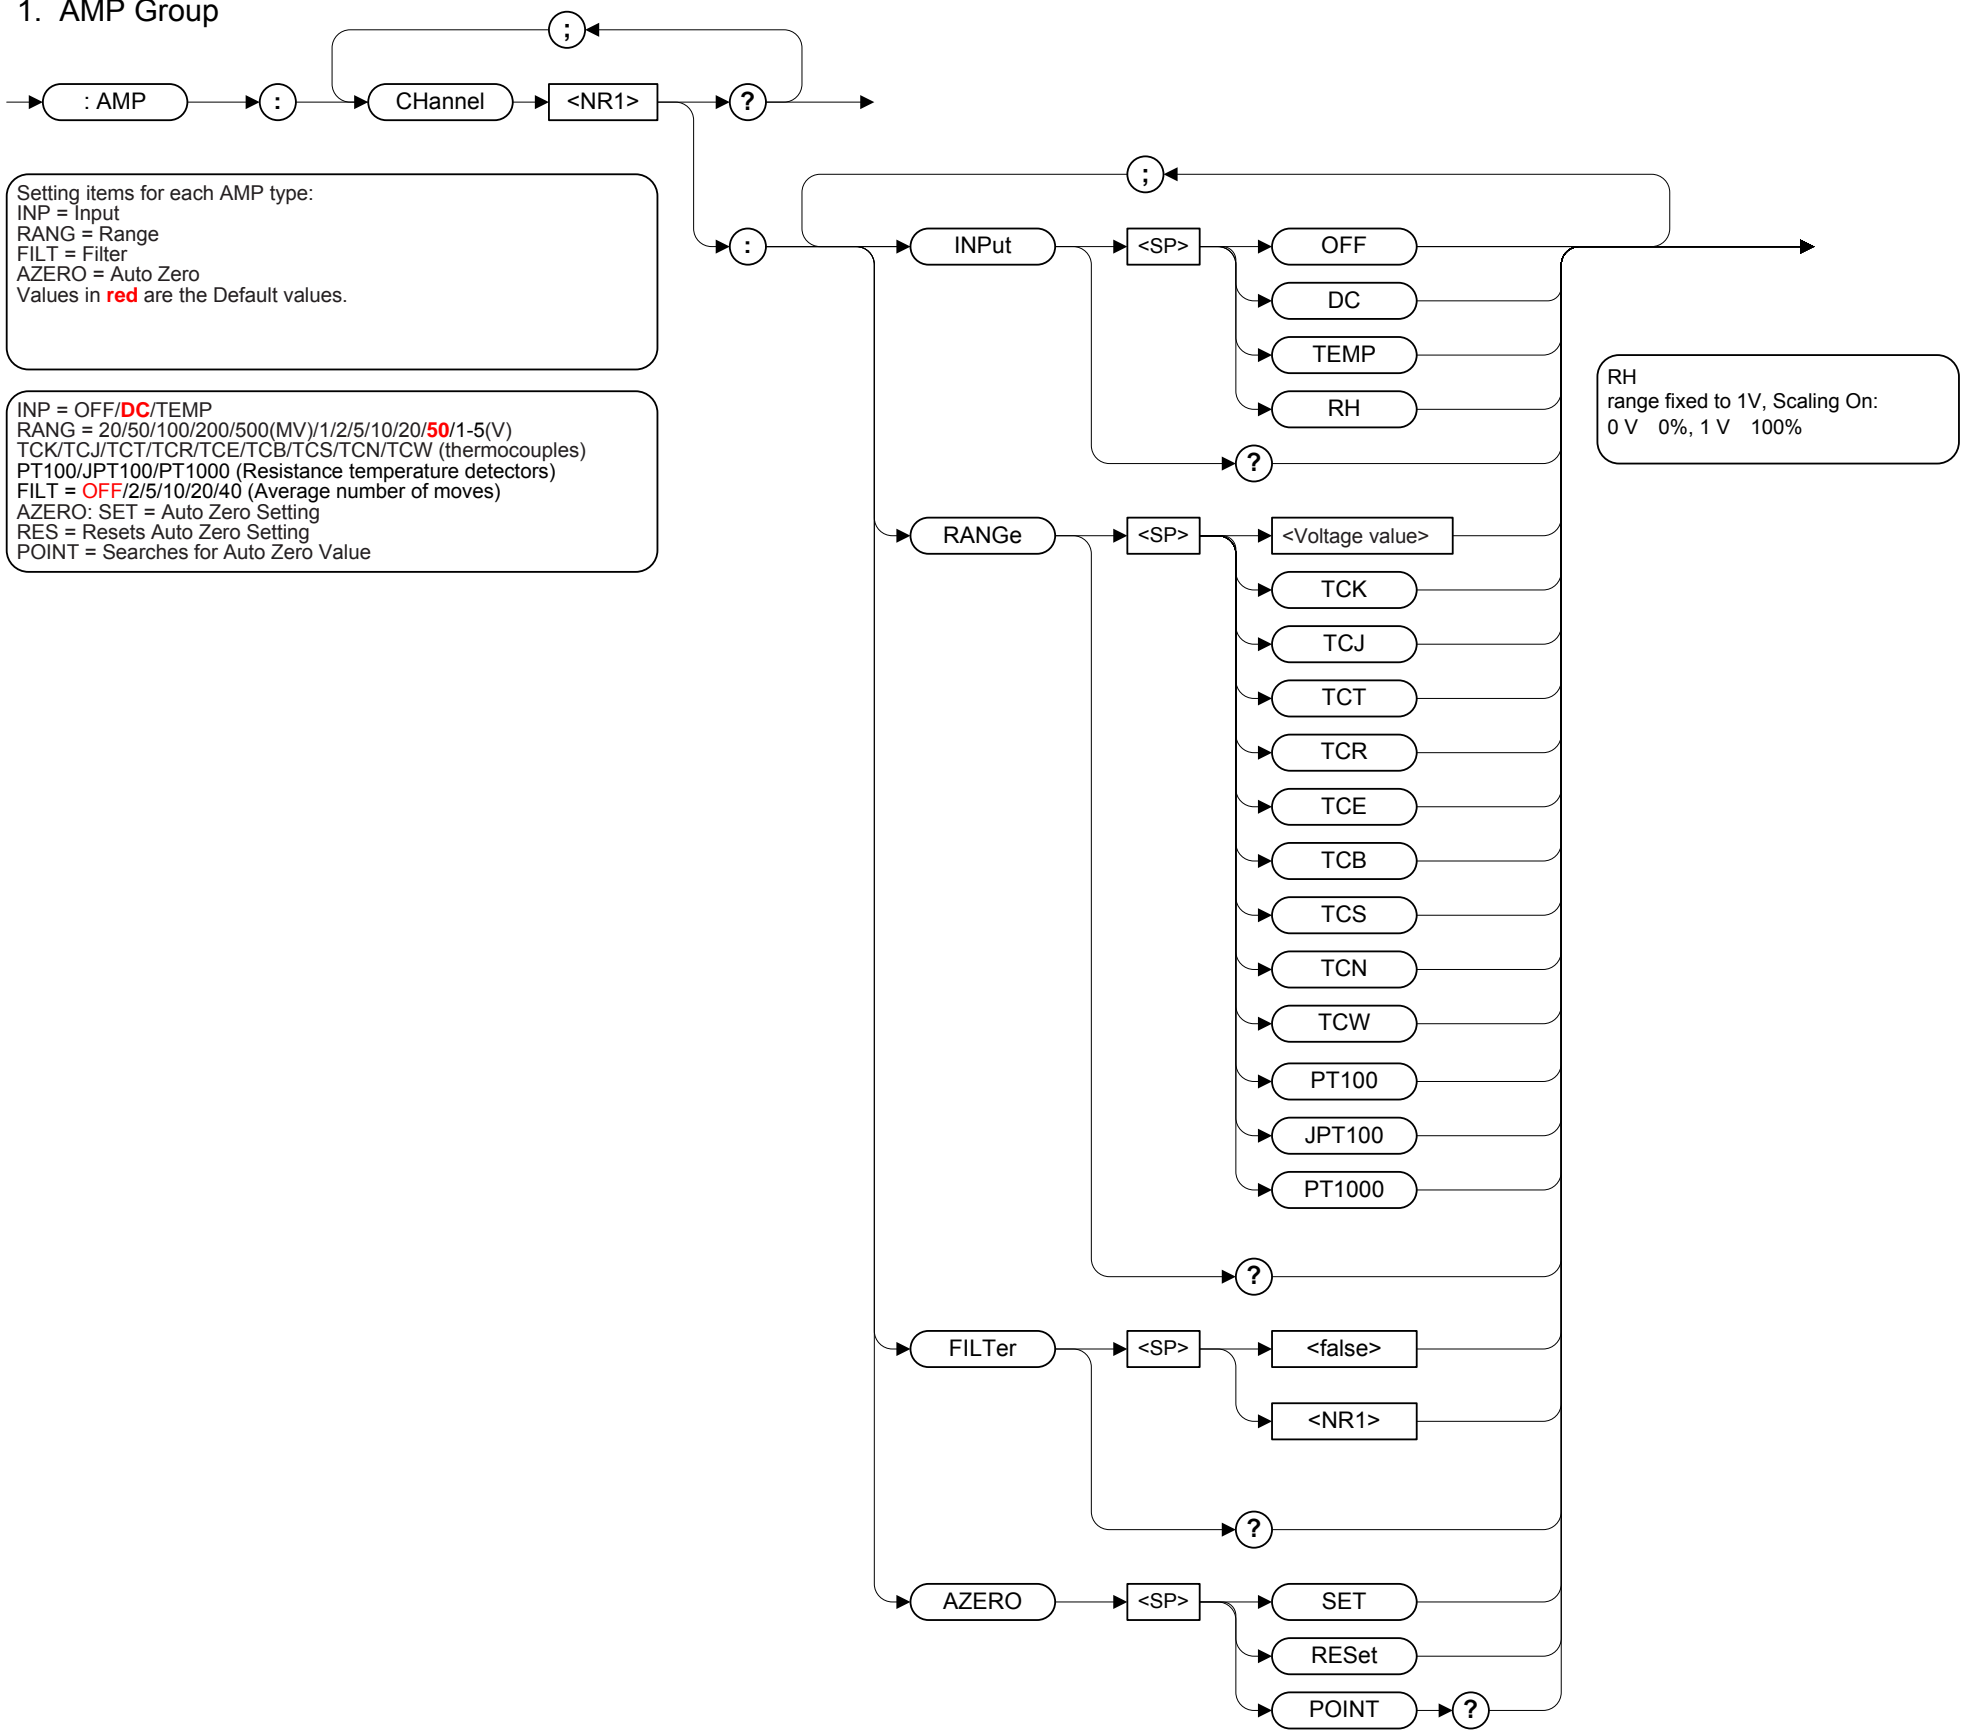 1. AMP Group
;
: AMP
:
CHannel
<NR1>
?
Setting items for each AMP type:
INP = Input
RANG = Range
FILT = Filter
AZERO = Auto Zero
Values in red are the Default values.
INP = OFF/DC/TEMP
RANG = 20/50/100/200/500(MV)/1/2/5/10/20/50/1-5(V)
TCK/TCJ/TCT/TCR/TCE/TCB/TCS/TCN/TCW (thermocouples)
PT100/JPT100/PT1000 (Resistance temperature detectors)
FILT = OFF/2/5/10/20/40 (Average number of moves)
AZERO: SET = Auto Zero Setting
RES = Resets Auto Zero Setting
POINT = Searches for Auto Zero Value
;
:
INPut
<SP>
OFF
DC
TEMP
RH
?
RH
range fixed to 1V, Scaling On:
0 V 0%, 1 V 100%
RANGe
<SP>
<Voltage value>
TCK
TCJ
TCT
TCR
TCE
TCB
TCS
TCN
TCW
PT100
JPT100
PT1000
?
FILTer
<SP>
<false>
<NR1>
?
AZERO
<SP>
SET
RESet
POINT
?